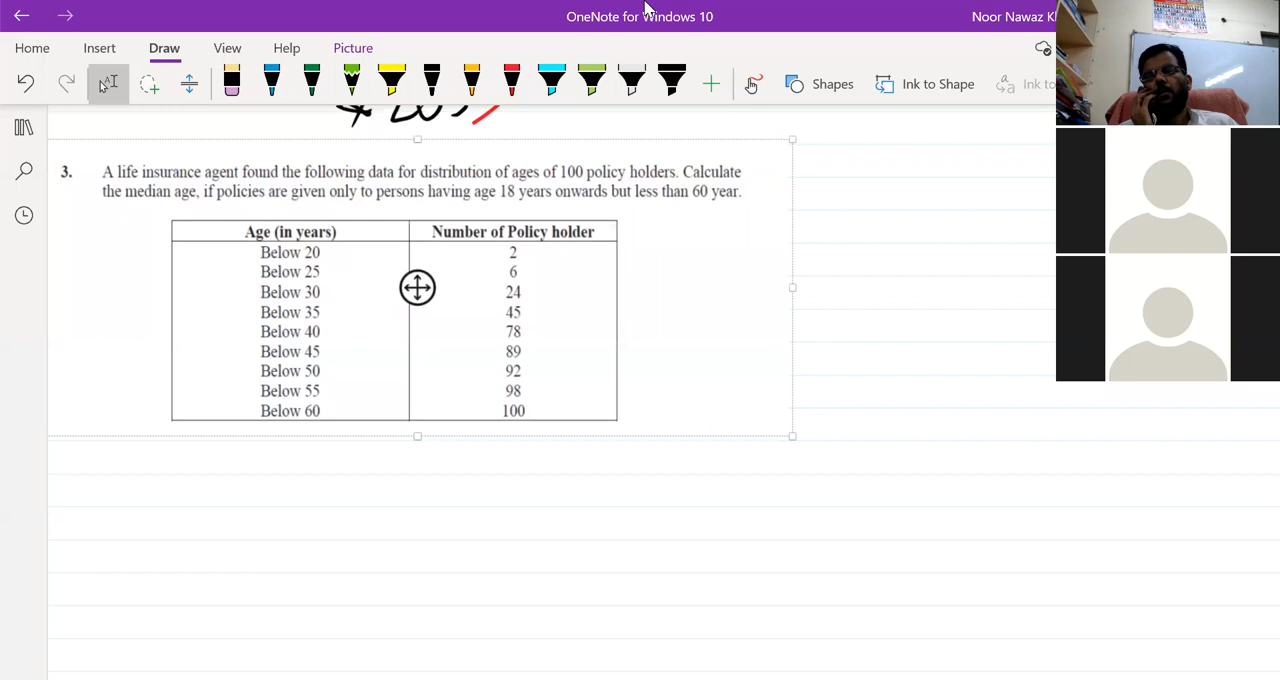 OneNote for Windows 10
Noor Nawaz
Home Insert Draw View Help Picture
Shapes Ink to Shape Ink to
3. A life insurance agent found the following data for distribution of ages of 100 policy holders. Calculate
the median age, if policies are given only to persons having age 18 years onwards but less than 60 year.
Age (in years) Number of Policy holder
Below 20 2
Below 25 6
Below 30 24
Below 35 45
Below 40 78
Below 45 89
Below 50 92
Below 55 98
Below 60 100